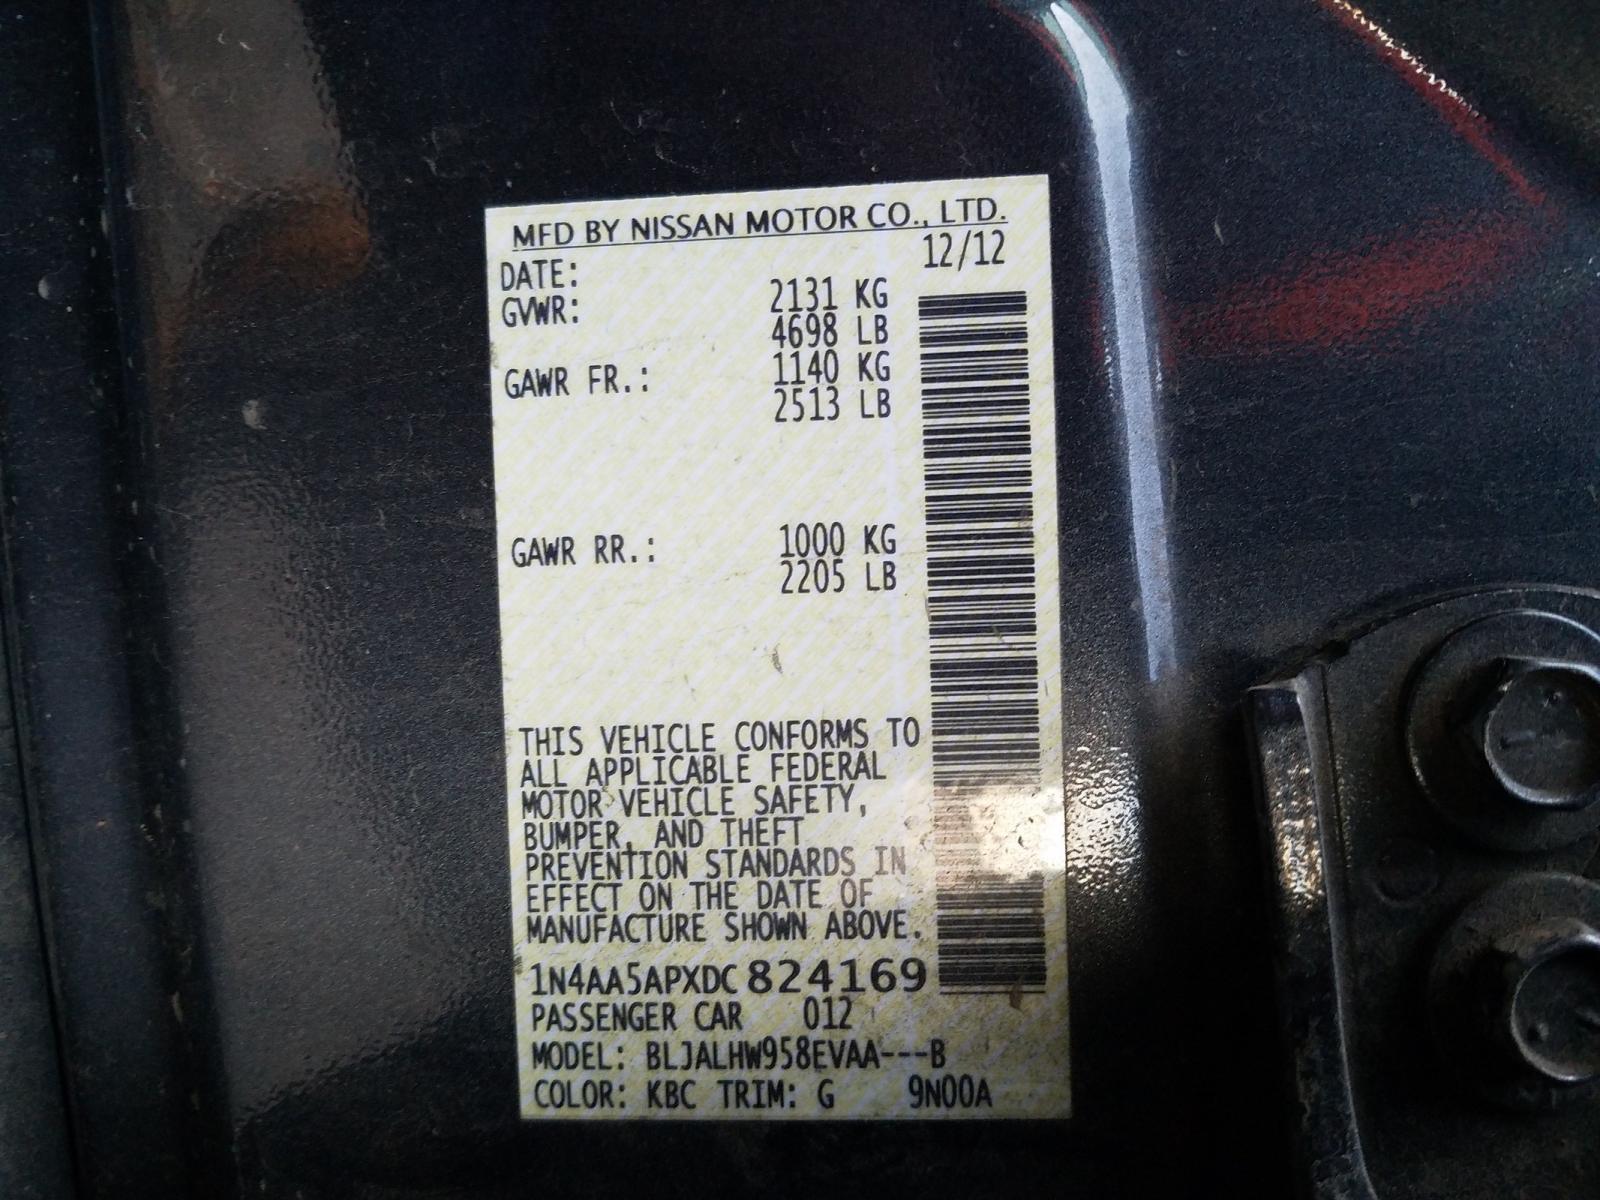 MFD BY NISSAN MOTOR CO., LTD.
DATE: 12/12
GVWR: 2131 KG
4698 LB
GAWR FR.: 1140 KG
2513 LB
GAWR RR.: 1000 KG
2205 LB
THIS VEHICLE CONFORMS TO
ALL APPLICABLE FEDERAL
MOTOR VEHICLE SAFETY,
BUMPER, AND THEFT
PREVENTION STANDARDS IN
EFFECT ON THE DATE OF
MANUFACTURE SHOWN ABOVE.
1N4AA5APXDC824169
PASSENGER CAR 012
MODEL: BLJALHW958EVAA---B
COLOR: KBC TRIM: G 9N00A